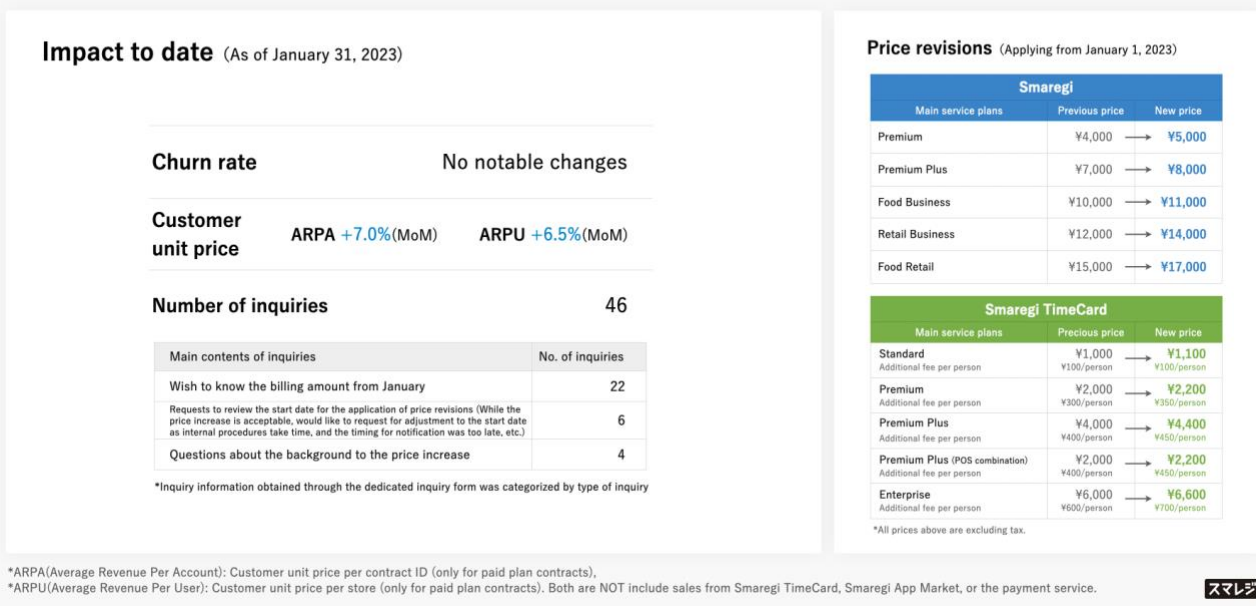 Impact to date (As of January 31, 2023)
Churn rate No notable changes
Customer
unit price
ARPA +7.0%(MoM) ARPU +6.5%(MoM)
Number of inquiries 46
Main contents of inquiries No. of inquiries
Wish to know the billing amount from January 22
Requests to review the start date for the application of price revisions (While the
price increase is acceptable, would like to request for adjustment to the start date
as internal procedures take time, and the timing for notification was too late, etc.)
6
Questions about the background to the price increase 4
*Inquiry information obtained through the dedicated inquiry form was categorized by type of inquiry
Price revisions (Applying from January 1, 2023)
Smaregi
Main service plans Previous price New price
Premium ¥4,000 → ¥5,000
Premium Plus ¥7,000 → ¥8,000
Food Business ¥10,000 → ¥11,000
Retail Business ¥12,000 → ¥14,000
Food Retail ¥15,000 → ¥17,000
Smaregi TimeCard
Main service plans Precious price New price
Standard ¥1,000 → ¥1,100
Additional fee per person ¥100/person ¥100/person
Premium ¥2,000 → ¥2,200
Additional fee per person ¥300/person ¥350/person
Premium Plus ¥4,000 → ¥4,400
Additional fee per person ¥400/person ¥450/person
Premium Plus (POS combination) ¥2,000 → ¥2,200
Additional fee per person ¥400/person ¥450/person
Enterprise ¥6,000 → ¥6,600
Additional fee per person ¥600/person ¥700/person
*All prices above are excluding tax.
*ARPA(Average Revenue Per Account): Customer unit price per contract ID (only for paid plan contracts),
*ARPU(Average Revenue Per User): Customer unit price per store (only for paid plan contracts). Both are NOT include sales from Smaregi TimeCard, Smaregi App Market, or the payment service.
スマレジ